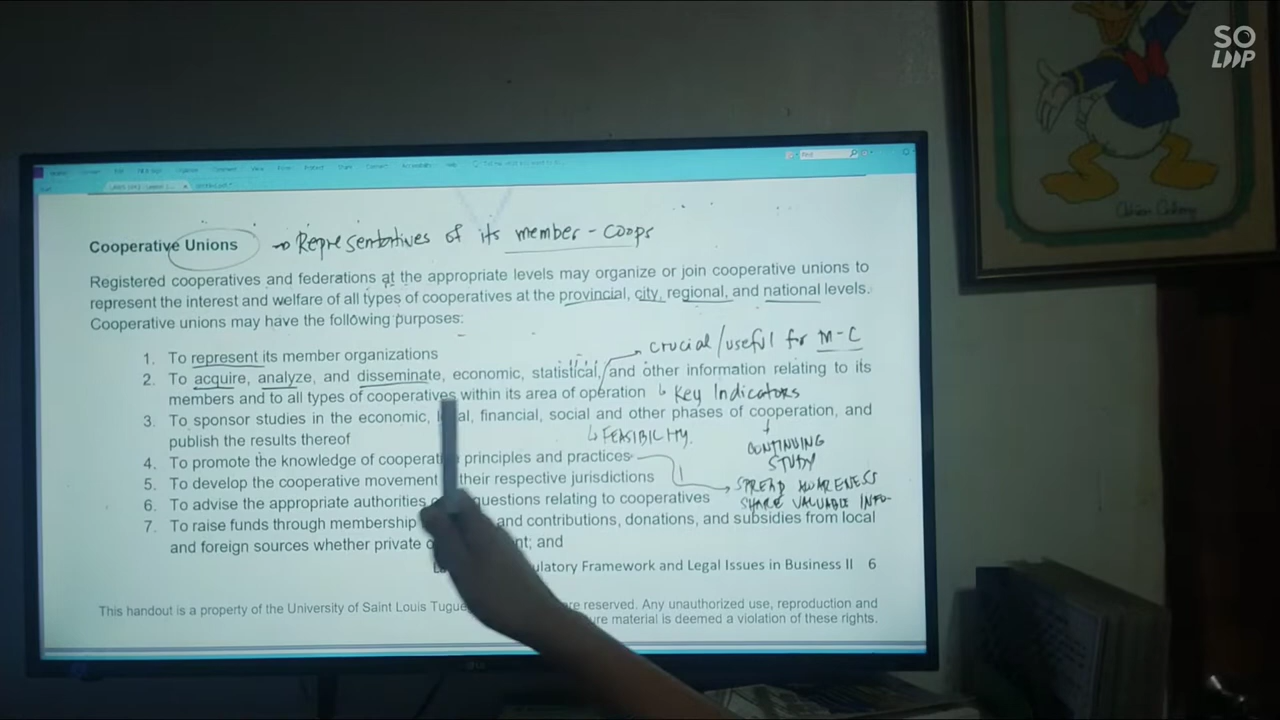 SO
LOOP
Find
Cooperative Unions → Representatives of its member - coops
Registered cooperatives and federations at the appropriate levels may organize or join cooperative unions to
represent the interest and welfare of all types of cooperatives at the provincial, city, regional, and national levels.
Cooperative unions may have the following purposes:
crucial/useful for M-C
1. To represent its member organizations
2. To acquire, analyze, and disseminate, economic, statistical, and other information relating to its
members and to all types of cooperatives within its area of operation ↳ Key Indicators
3. To sponsor studies in the economic, financial, social and other phases of cooperation, and
publish the results thereof
↳ FEASIBILITY.
CONTINUING
STUDY
4. To promote the knowledge of principles and practices
5. To develop the cooperative movement their respective jurisdictions
SPREAD AWARENESS
6. To advise the appropriate authorities questions relating to cooperatives
SHARE VALUABLE INFO-
7. To raise funds through membership and contributions, donations, and subsidies from local
and foreign sources whether private and
Framework and Legal Issues in Business II 6
This handout is a property of the University of Saint Louis are reserved. Any unauthorized use, reproduction and
material is deemed a violation of these rights.
LG